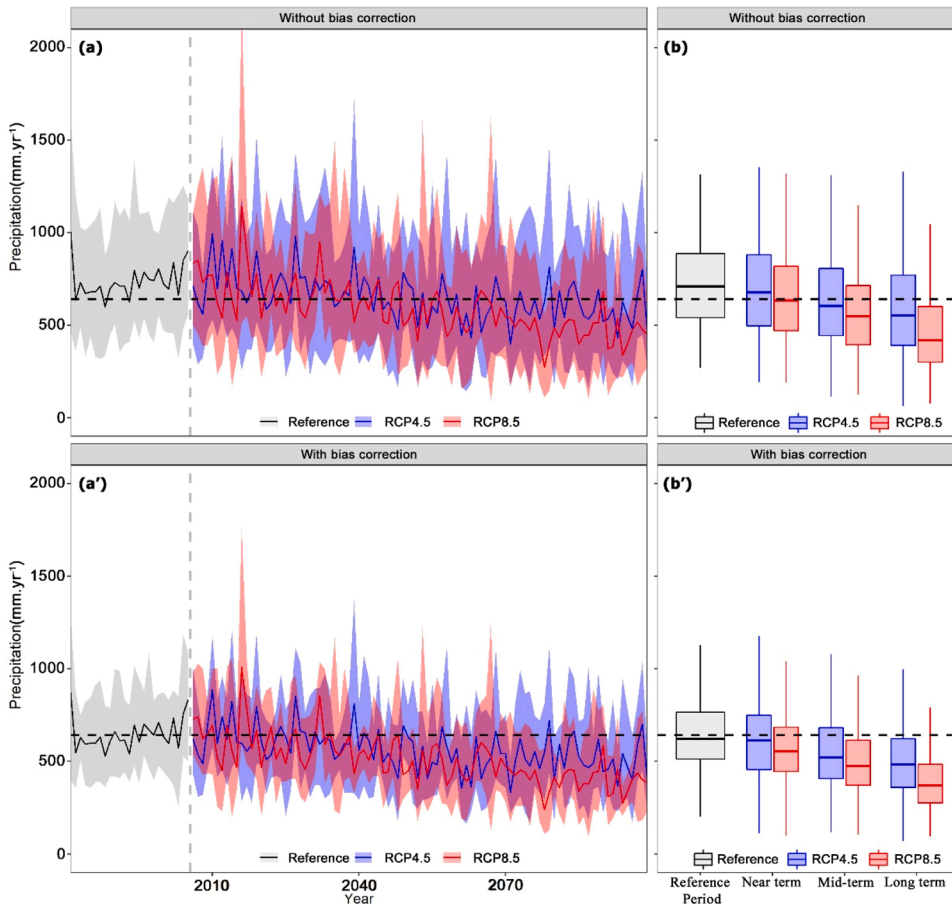 Without bias correction
Without bias correction
(a)
(b)
Precipitation(mm.yr⁻¹)
2000
1500
1000
500
0
Reference RCP4.5 RCP8.5
Reference RCP4.5 RCP8.5
With bias correction
With bias correction
(a')
(b')
Precipitation(mm.yr⁻¹)
2000
1500
1000
500
0
Reference RCP4.5 RCP8.5
Reference RCP4.5 RCP8.5
2010 2040 2070
Year
Reference Period Near term Mid-term Long term